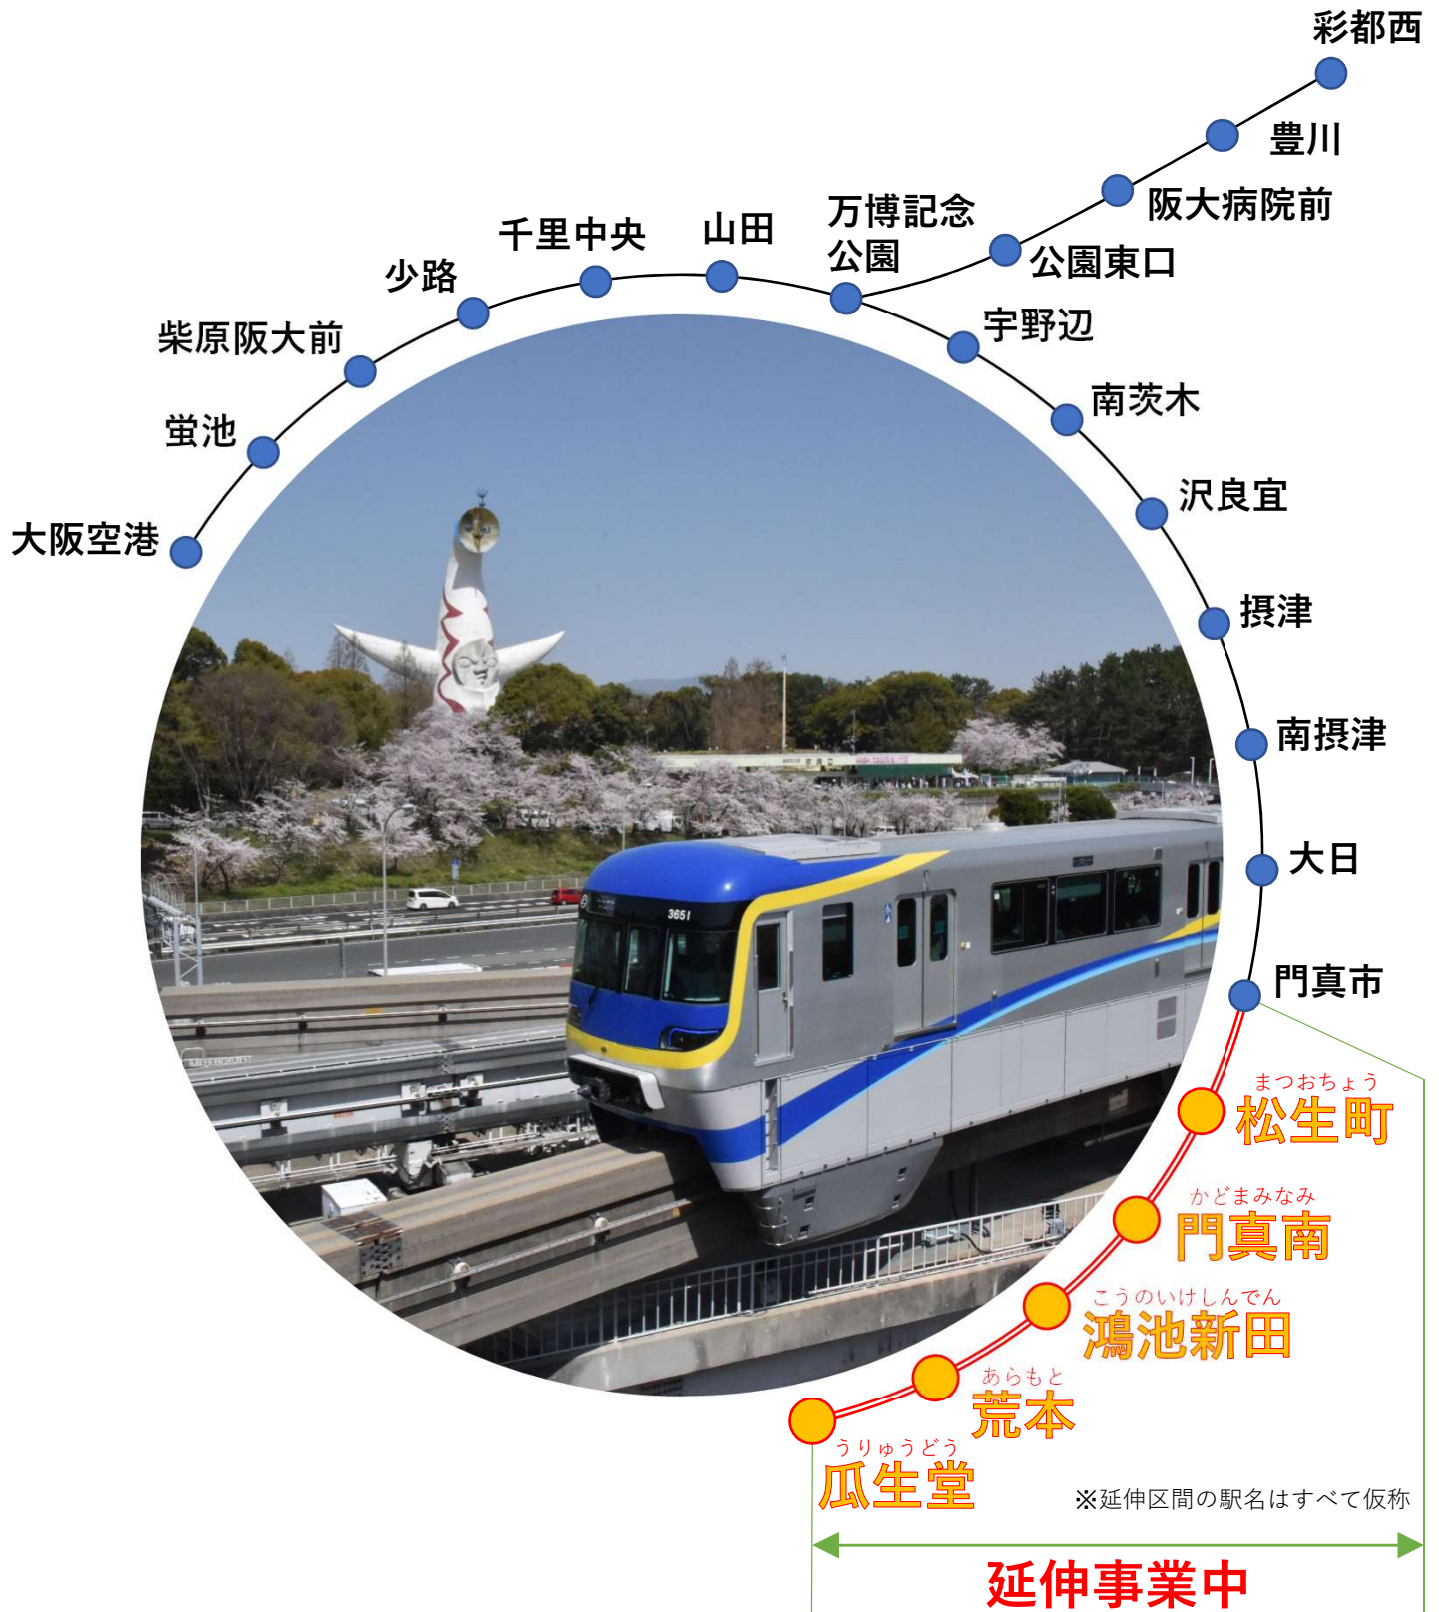 彩都西
豊川
阪大病院前
公園東口
万博記念
公園
山田
千里中央
少路
柴原阪大前
蛍池
大阪空港
宇野辺
南茨木
沢良宜
摂津
南摂津
大日
門真市
まつおちょう
松生町
かどまみなみ
門真南
こうのいけしんでん
鴻池新田
あらもと
荒本
うりゅうどう
瓜生堂
※延伸区間の駅名はすべて仮称
延伸事業中
3651